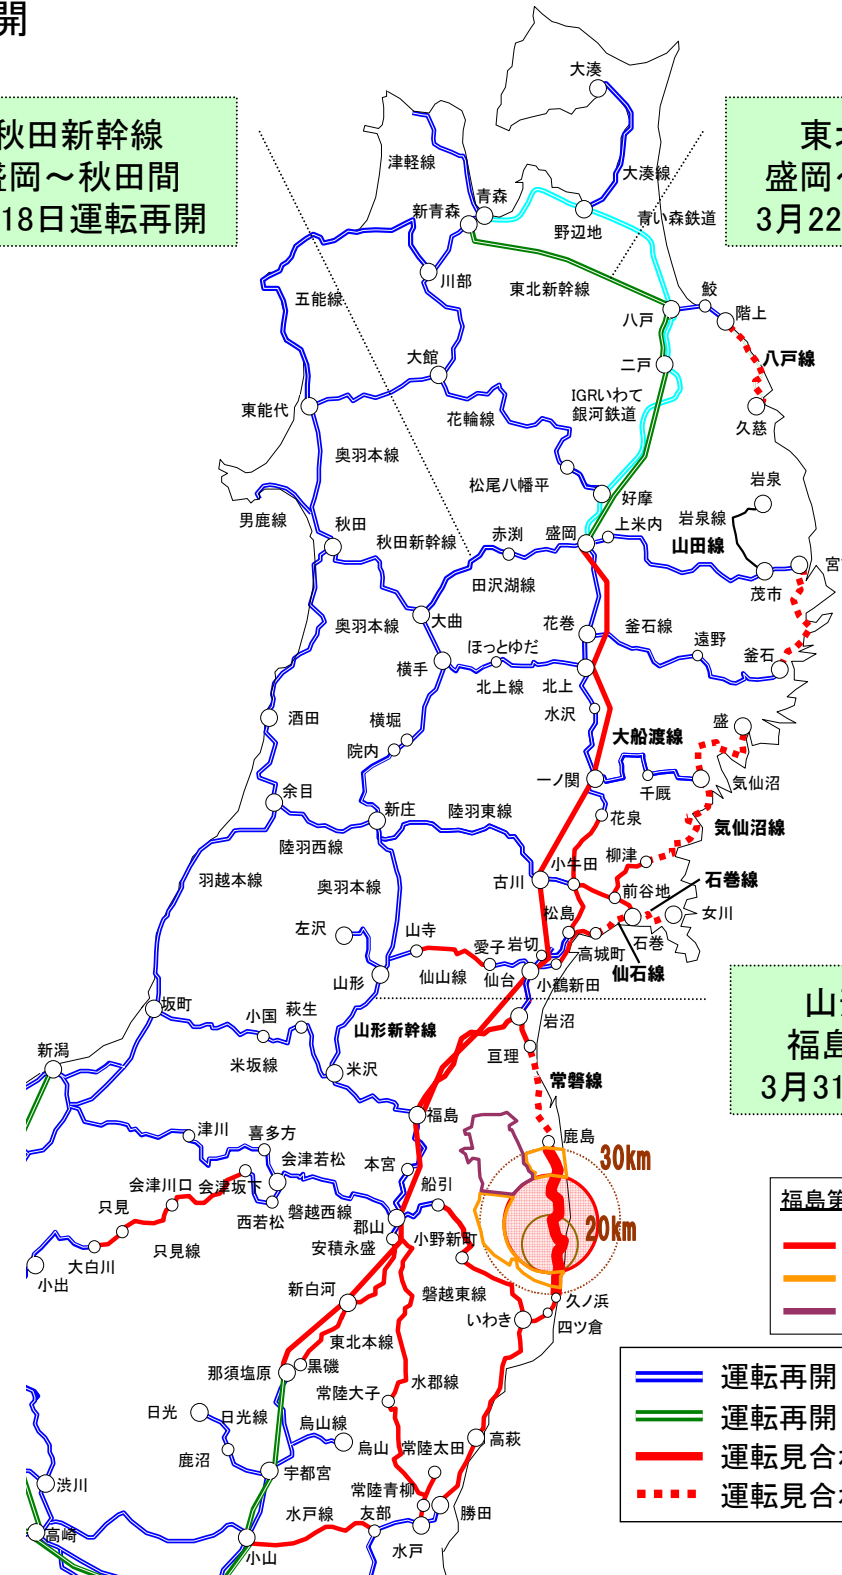 開
秋田新幹線
盛岡～秋田間
18日運転再開
東北
盛岡～
3月22
大湊
津軽線
大湊線
青森
新青森
野辺地
青い森鉄道
川部
東北新幹線
五能線
八戸
鮫
階上
八戸線
大館
二戸
東能代
花輪線
IGRいわて
銀河鉄道
久慈
奥羽本線
松尾八幡平
好摩
岩泉
男鹿線
秋田
秋田新幹線
赤渕
盛岡
上米内
岩泉線
山田線
宮
田沢湖線
茂市
奥羽本線
大曲
花巻
釜石線
遠野
釜石
横手
ほっとゆだ
北上線
北上
酒田
横堀
水沢
院内
大船渡線
盛
余目
一ノ関
千厩
気仙沼
新庄
陸羽東線
花泉
気仙沼線
陸羽西線
小牛田
柳津
羽越本線
奥羽本線
古川
前谷地
石巻線
左沢
山寺
松島
女川
愛子
岩切
石巻
山形
仙山線
仙台
高城町
仙石線
小鶴新田
坂町
小国
萩生
山形新幹線
岩沼
新潟
米坂線
米沢
亘理
常磐線
山形
福島
3月31
福島
津川
喜多方
鹿島
30km
会津若松
本宮
会津川口
会津坂下
船引
只見
西若松
磐越西線
郡山
大白川
只見線
安積永盛
小野新町
20km
小出
新白河
磐越東線
久ノ浜
いわき
四ツ倉
東北本線
那須塩原
黒磯
水郡線
日光
日光線
常陸大子
烏山線
鹿沼
烏山
常陸太田
高萩
宇都宮
渋川
常陸青柳
水戸線
友部
勝田
高崎
小山
水戸
福島第
運転再開
運転再開
運転見合わ
運転見合わ